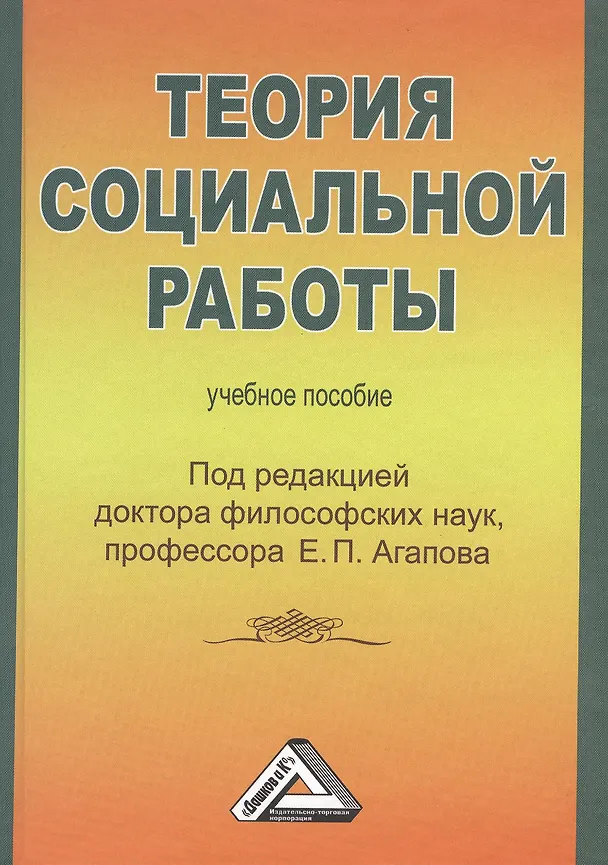 ТЕОРИЯ
СОЦИАЛЬНОЙ
РАБОТЫ
учебное пособие
Под редакцией
доктора философских наук,
профессора Е. П. Агапова
«Дашков и К°»
Издательско-торговая
корпорация